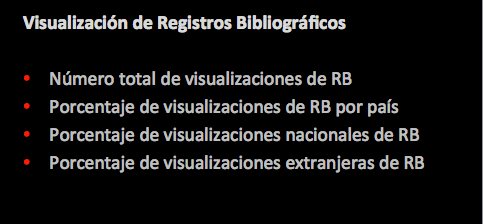 Visualización de Registros Bibliográficos
• Número total de visualizaciones de RB
• Porcentaje de visualizaciones de RB por país
• Porcentaje de visualizaciones nacionales de RB
• Porcentaje de visualizaciones extranjeras de RB